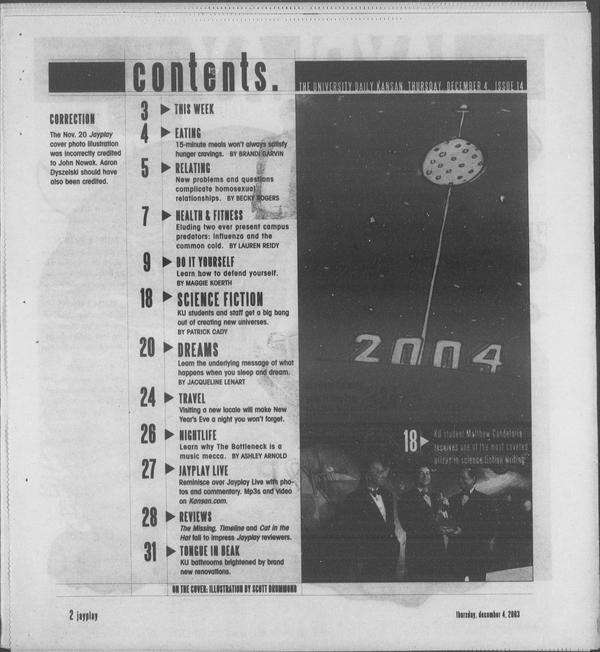 contents.
THE UNIVERSITY DAILY KANSAN, THURSDAY, DECEMBER 4, ISSUE 14
CORRECTION
The Nov. 20 Jayplay
cover photo illustration
was incorrectly credited
to John Nowak. Aaron
Dyszelski should have
also been credited.
3 THIS WEEK
4 EATING
15-minute meals won't always satisfy
hunger cravings. BY BRANDI GARVIN
5 RELATING
New problems and questions
complicate homosexual
relationships. BY BECKY ROGERS
7 HEALTH & FITNESS
Eluding two ever present campus
predators: influenza and the
common cold. BY LAUREN REIDY
9 DO IT YOURSELF
Learn how to defend yourself.
BY MAGGIE KOERTH
18 SCIENCE FICTION
KU students and staff get a big bang
out of creating new universes.
BY PATRICK CADY
20 DREAMS
Learn the underlying message of what
happens when you sleep and dream.
BY JACQUELINE LENART
24 TRAVEL
Visiting a new locale will make New
Year's Eve a night you won't forget.
26 NIGHTLIFE
Learn why The Bottleneck is a
music mecca. BY ASHLEY ARNOLD
27 JAYPLAY LIVE
Reminisce over Jayplay Live with pho-
tos and commentary. Mp3s and video
on Kansan.com.
28 REVIEWS
The Missing, Timeline and Cat in the
Hat fail to impress Jayplay reviewers.
31 TONGUE IN BEAK
KU bathrooms brightened by brand
new renovations.
ON THE COVER: ILLUSTRATION BY SCOTT DRUMMOND
2004
18 KU student Matthew Candelaria
receives one of the most coveted
prizes in science fiction writing
2 jayplay
thursday, december 4, 2003